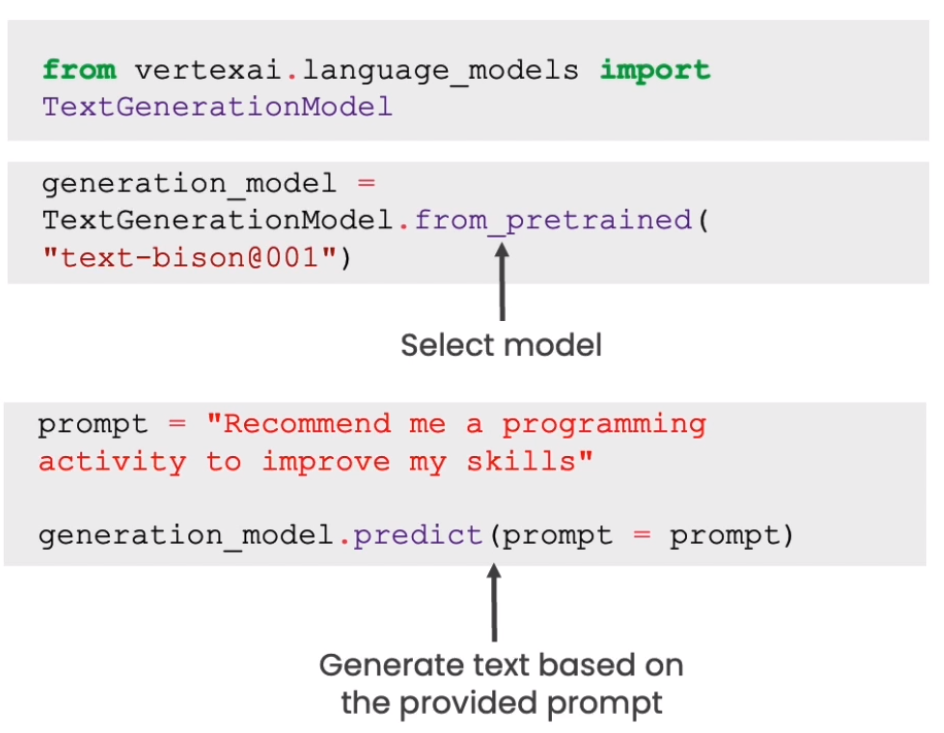 from vertexai.language_models import
TextGenerationModel
generation_model =
TextGenerationModel.from_pretrained(
"text-bison@001")
Select model
prompt = "Recommend me a programming
activity to improve my skills"
generation_model.predict(prompt = prompt)
Generate text based on
the provided prompt